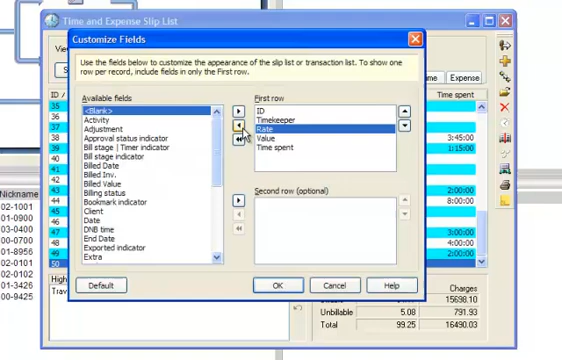 Time and Expense Slip List
Customize Fields
Use the fields below to customize the appearance of the slip list or transaction list. To show one
row per record, include fields in only the First row.
Available fields
First row
<Blank>
Activity
Adjustment
Approval status indicator
Bill stage | Timer indicator
Bill stage indicator
Billed Date
Billed Inv.
Billed Value
Billing status
Bookmark indicator
Client
Date
DNB time
End Date
Exported indicator
Extra
ID
Timekeeper
Rate
Value
Time spent
Second row (optional)
Default
OK
Cancel
Help
Expense
Time spent
3:45:00
1:15:00
2:00:00
8:00:00
3:00:00
4:00:00
2:00:00
ID
35
36
37
38
39
43
44
47
48
49
50
Nickname
02-1001
01-0900
03-0400
00-0700
01-8956
02-0101
02-0102
01-3426
00-9425
Charges
15698.10
Unbillable 5.08 791.93
Total 99.25 16490.03